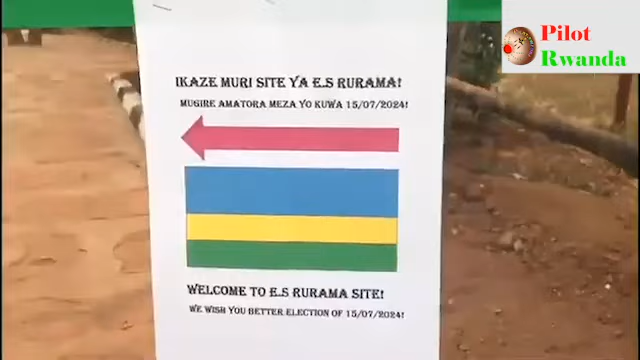 Pilot
Rwanda
IKAZE MURI SITE YA E.S RURAMA!
MUGIRE AMATORA MEZA YO KUWA 15/07/2024!
WELCOME TO E.S RURAMA SITE!
WE WISH YOU BETTER ELECTION OF 15/07/2024!